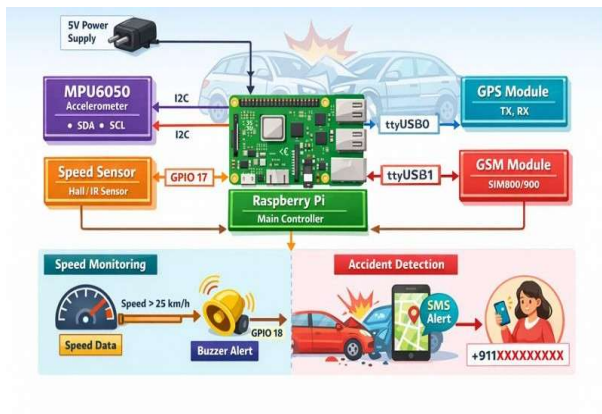 5V Power
Supply
MPU6050
Accelerometer
• SDA • SCL
I2C
I2C
GPS Module
TX, RX
ttyUSB0
Speed Sensor
Hall/IR Sensor
GPIO 17
ttyUSB1
GSM Module
SIM800/900
Raspberry Pi
Main Controller
Speed Monitoring
Speed > 25 km/h
Speed Data
Buzzer Alert
GPIO 18
Accident Detection
SMS
Alert
+911XXXXXXXXX